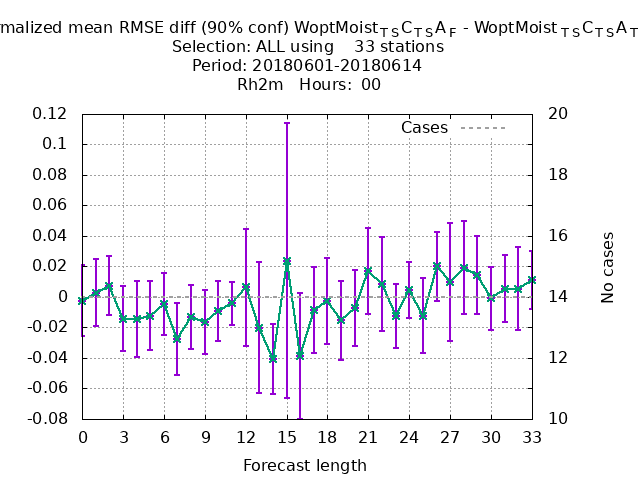 rmalized mean RMSE diff (90% conf) WoptMoist_TSC_TSA_F - WoptMoist_TSC_TSA_T
Selection: ALL using 33 stations
Period: 20180601-20180614
Rh2m Hours: 00
Cases
0.12
0.1
0.08
0.06
0.04
0.02
0
-0.02
-0.04
-0.06
-0.08
20
18
16
14
12
10
No cases
0 3 6 9 12 15 18 21 24 27 30 33
Forecast length